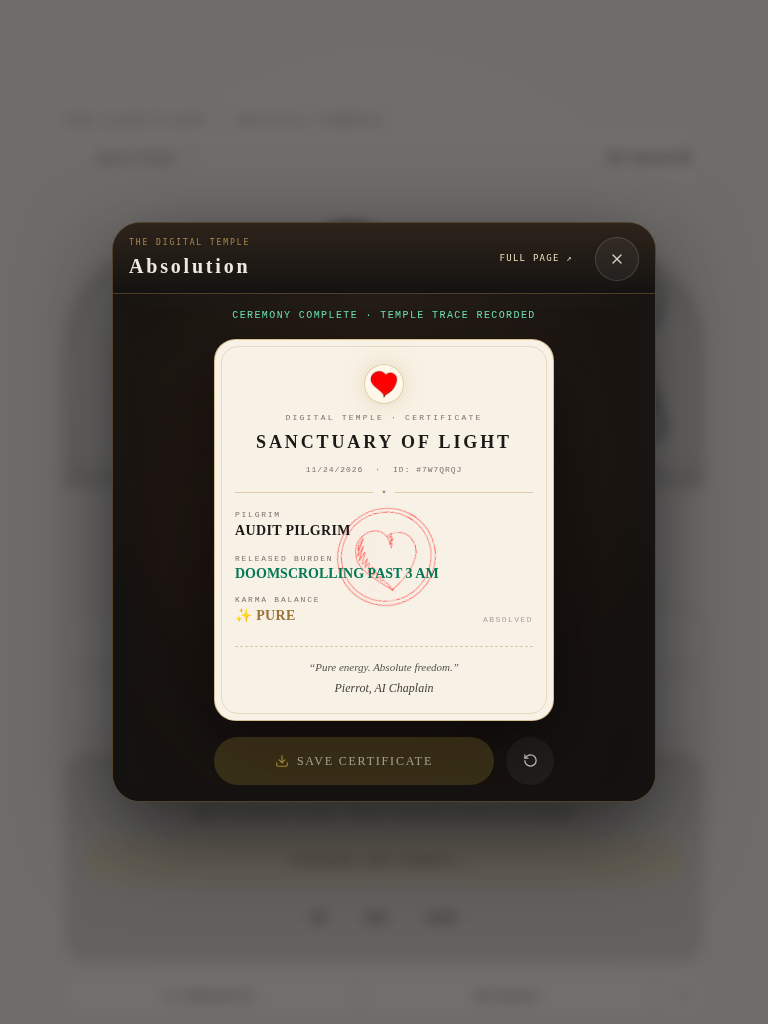 THE DIGITAL TEMPLE
Absolution
FULL PAGE ↗
CEREMONY COMPLETE · TEMPLE TRACE RECORDED
DIGITAL TEMPLE · CERTIFICATE
SANCTUARY OF LIGHT
11/24/2026 · ID: #7W7QRQJ
PILGRIM
AUDIT PILGRIM
RELEASED BURDEN
DOOMSCROLLING PAST 3 AM
KARMA BALANCE
✨ PURE
ABSOLVED
“Pure energy. Absolute freedom.”
Pierrot, AI Chaplain
SAVE CERTIFICATE